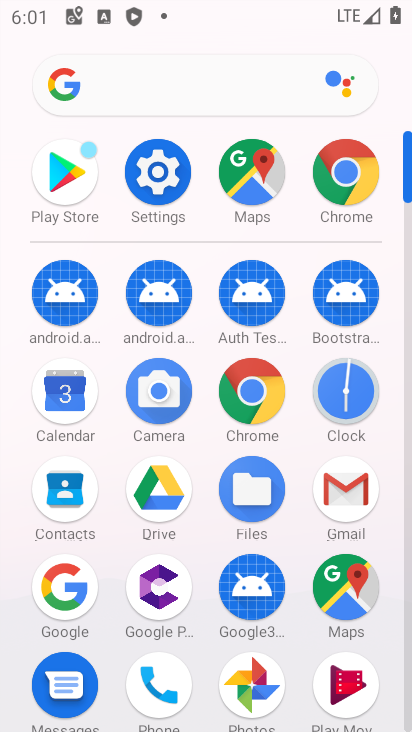 6:01 LTE
Play Store Settings Maps Chrome
android.a... android.a... Auth Tes... Bootstra...
3
Calendar Camera Chrome Clock
Contacts Drive Files Gmail
Google Google P... Google3... Maps
Messages Phone Photos Play Mov...